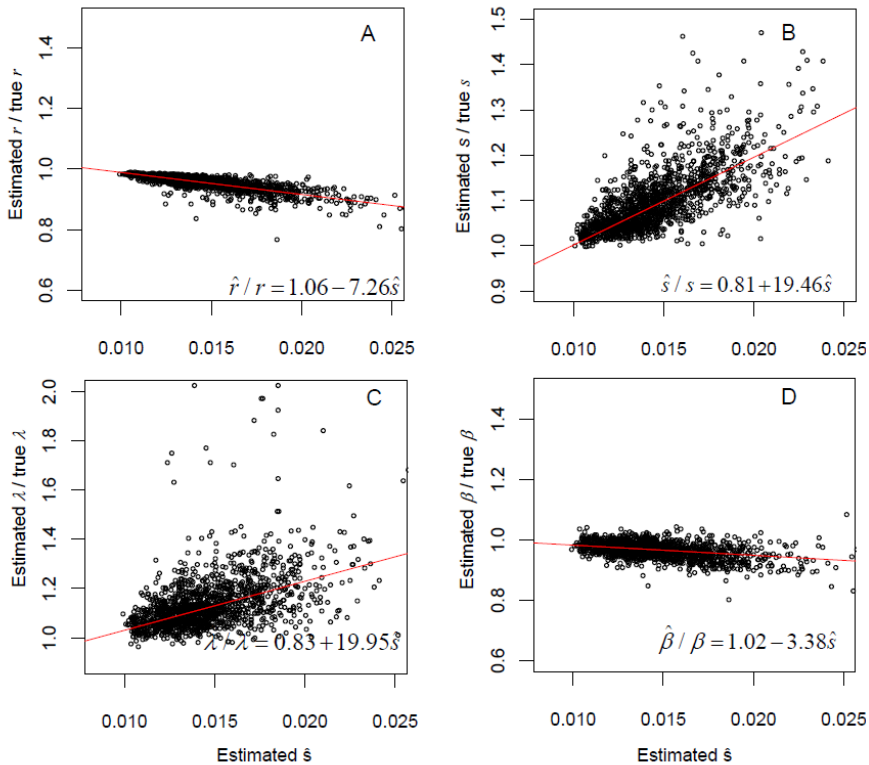 A
Estimated r / true r
1.4
1.2
1.0
0.8
0.6
r̂ / r = 1.06 − 7.26ŝ
0.010 0.015 0.020 0.025
B
Estimated s / true s
1.5
1.4
1.3
1.2
1.1
1.0
0.9
ŝ / s = 0.81 + 19.46ŝ
0.010 0.015 0.020 0.025
C
Estimated λ / true λ
2.0
1.8
1.6
1.4
1.2
1.0
λ̂ / λ = 0.83 + 19.95ŝ
0.010 0.015 0.020 0.025
Estimated ŝ
D
Estimated β / true β
1.4
1.2
1.0
0.8
0.6
β̂ / β = 1.02 − 3.38ŝ
0.010 0.015 0.020 0.025
Estimated ŝ